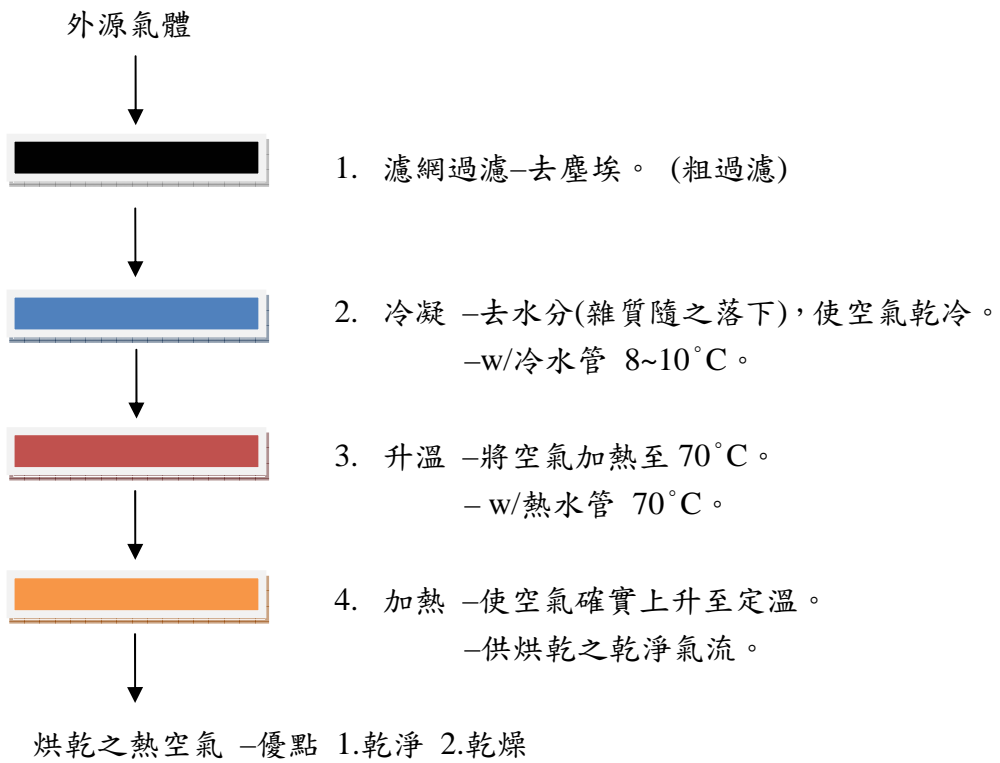 外源氣體
1. 濾網過濾–去塵埃。 (粗過濾)
2. 冷凝 –去水分(雜質隨之落下)，使空氣乾冷。
–w/冷水管 8~10˚C。
3. 升溫 –將空氣加熱至 70˚C。
– w/熱水管 70˚C。
4. 加熱 –使空氣確實上升至定溫。
–供烘乾之乾淨氣流。
烘乾之熱空氣 –優點 1.乾淨 2.乾燥